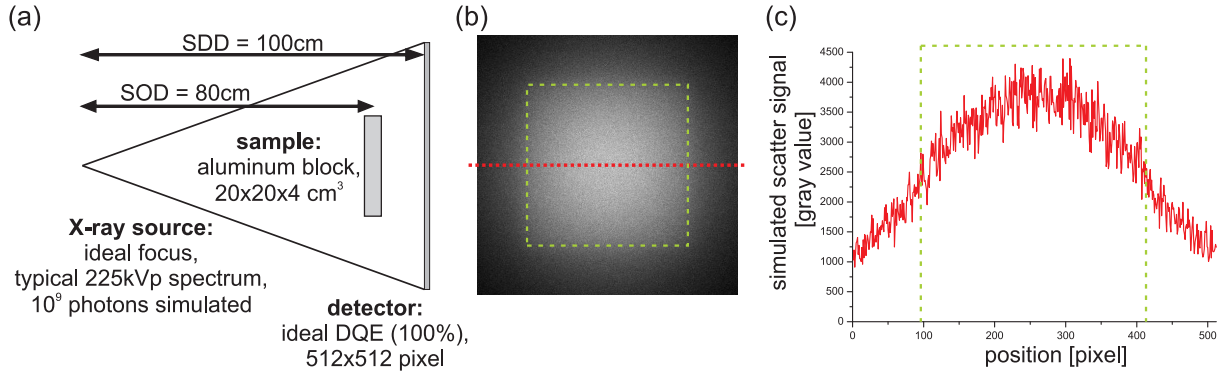 (a)
SDD = 100cm
SOD = 80cm
sample:
aluminum block,
20x20x4 cm³
X-ray source:
ideal focus,
typical 225kVp spectrum,
10⁹ photons simulated
detector:
ideal DQE (100%),
512x512 pixel
(b)
(c)
simulated scatter signal
[gray value]
4500
4000
3500
3000
2500
2000
1500
1000
500
0
0 100 200 300 400 500
position [pixel]